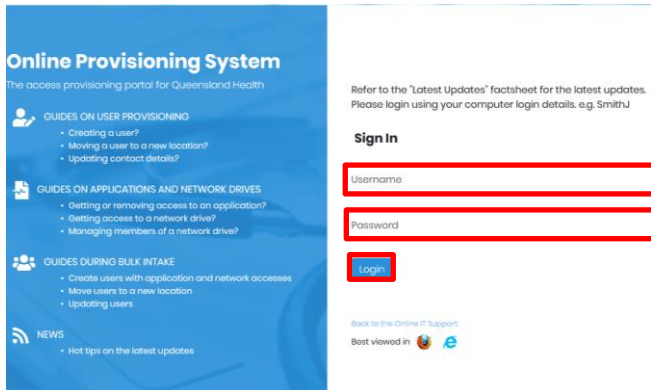 Online Provisioning System
The access provisioning portal for Queensland Health
GUIDES ON USER PROVISIONING
• Creating a user?
• Moving a user to a new location?
• Updating contact details?
GUIDES ON APPLICATIONS AND NETWORK DRIVES
• Getting or removing access to an application?
• Getting access to a network drive?
• Managing members of a network drive?
GUIDES DURING BULK INTAKE
• Create users with application and network accesses
• Move users to a new location
• Updating users
NEWS
• Hot tips on the latest updates
Refer to the "Latest Updates" factsheet for the latest updates.
Please login using your computer login details. e.g. SmithJ
Sign In
Username
Password
Login
Back to the Online IT Support
Best viewed in